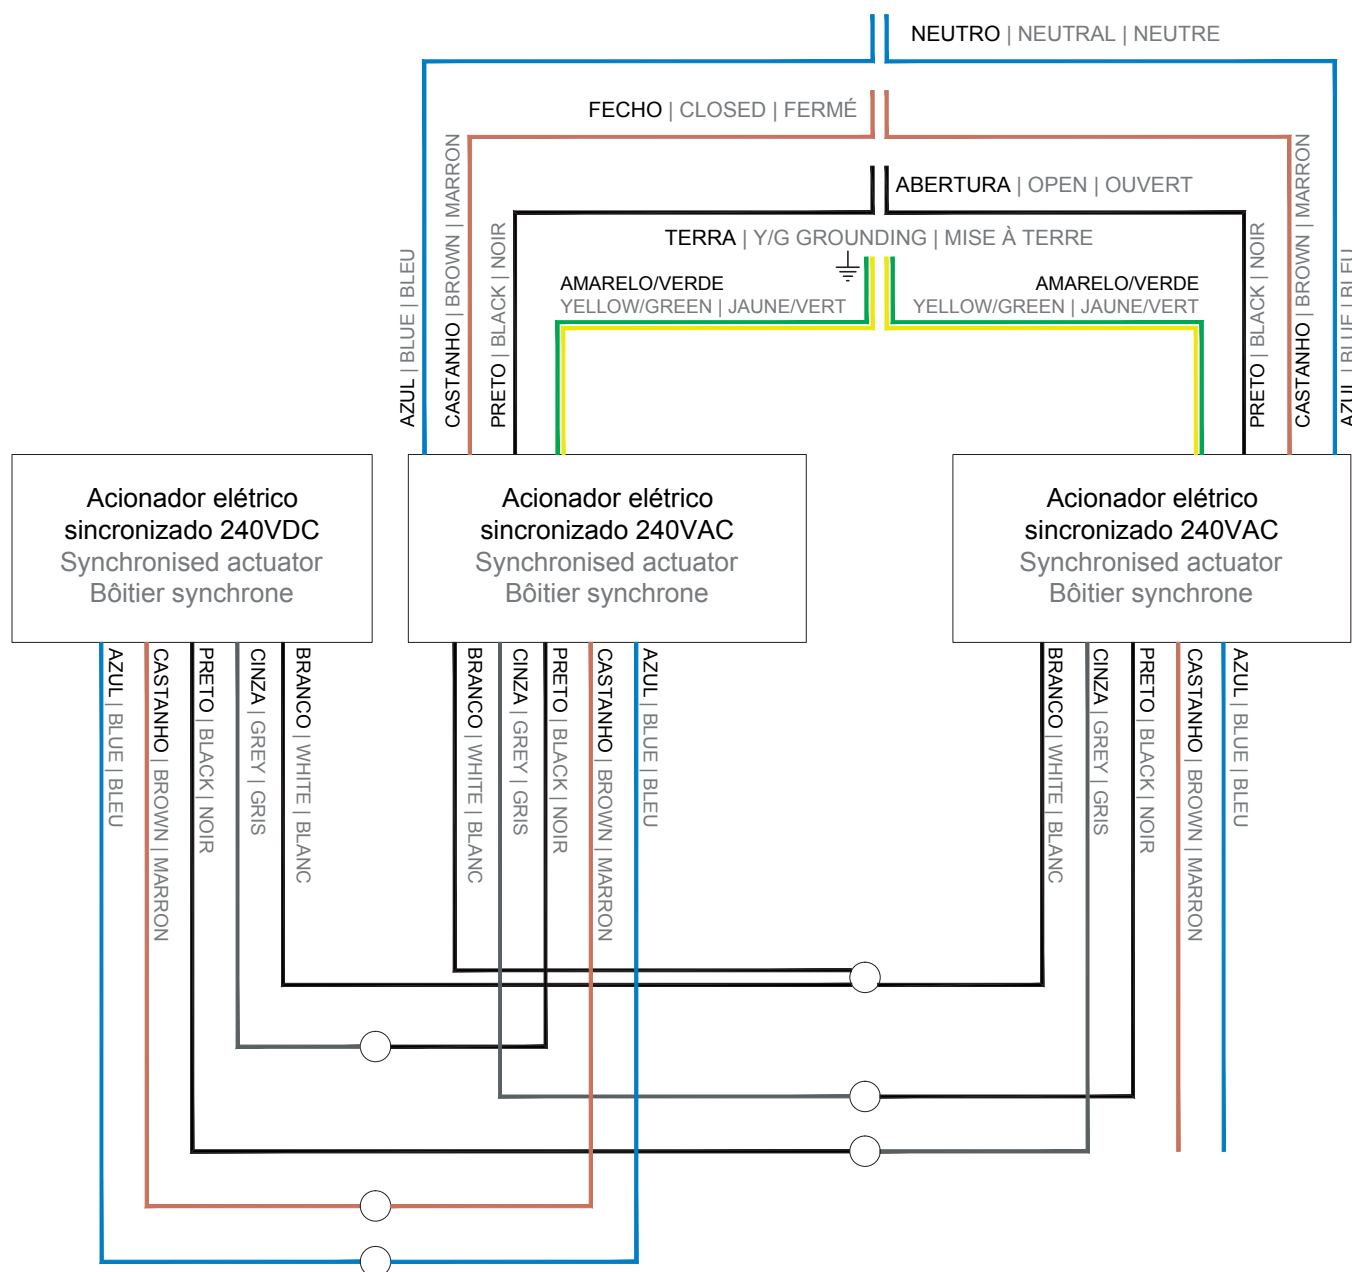 NEUTRO | NEUTRAL | NEUTRE
FECHO | CLOSED | FERMÉ
ABERTURA | OPEN | OUVERT
TERRA | Y/G GROUNDING | MISE À TERRE
AMARELO/VERDE
YELLOW/GREEN | JAUNE/VERT
AMARELO/VERDE
YELLOW/GREEN | JAUNE/VERT
AZUL | BLUE | BLEU
CASTANHO | BROWN | MARRON
PRETO | BLACK | NOIR
PRETO | BLACK | NOIR
CASTANHO | BROWN | MARRON
AZUL | BLUE | BLEU
Acionador elétrico
sincronizado 240VDC
Synchronised actuator
Bôitier synchrone
Acionador elétrico
sincronizado 240VAC
Synchronised actuator
Bôitier synchrone
Acionador elétrico
sincronizado 240VAC
Synchronised actuator
Bôitier synchrone
AZUL | BLUE | BLEU
CASTANHO | BROWN | MARRON
PRETO | BLACK | NOIR
CINZA | GREY | GRIS
BRANCO | WHITE | BLANC
BRANCO | WHITE | BLANC
CINZA | GREY | GRIS
PRETO | BLACK | NOIR
CASTANHO | BROWN | MARRON
AZUL | BLUE | BLEU
BRANCO | WHITE | BLANC
CINZA | GREY | GRIS
PRETO | BLACK | NOIR
CASTANHO | BROWN | MARRON
AZUL | BLUE | BLEU